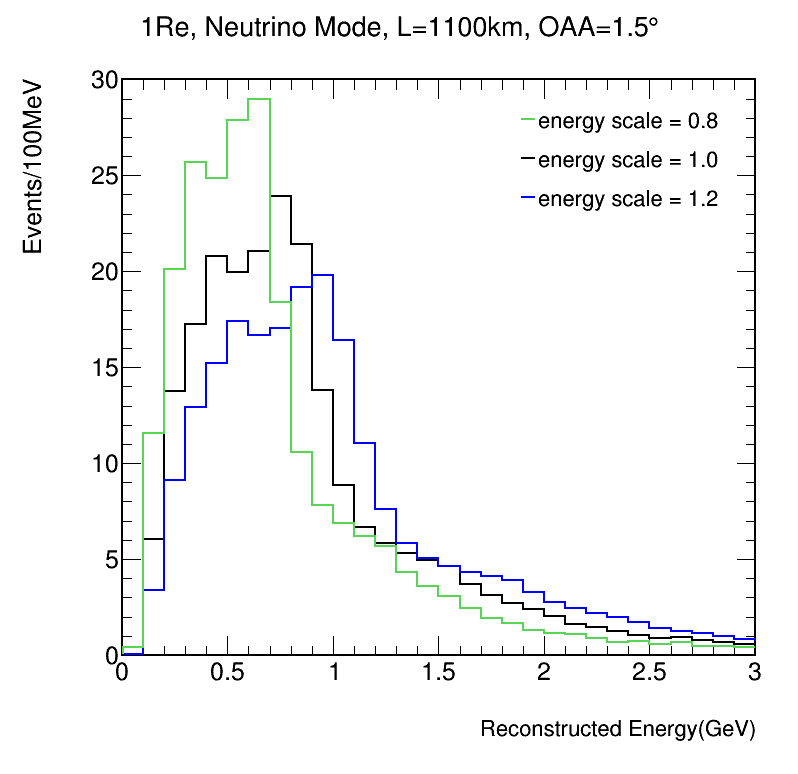 1Re, Neutrino Mode, L=1100km, OAA=1.5°
Events/100MeV
30
25
20
15
10
5
0
energy scale = 0.8
energy scale = 1.0
energy scale = 1.2
0 0.5 1 1.5 2 2.5 3
Reconstructed Energy(GeV)